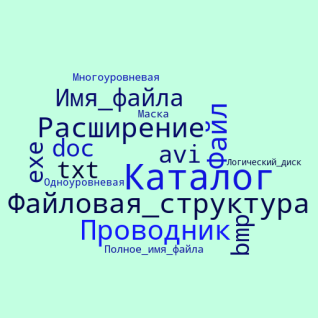 Многоуровневая
Имя_файла
Маска
Расширение
Файл
doc
exe
avi
txt
Каталог
Логический_диск
Одноуровневая
Файловая_структура
Проводник
bmp
Полное_имя_файла